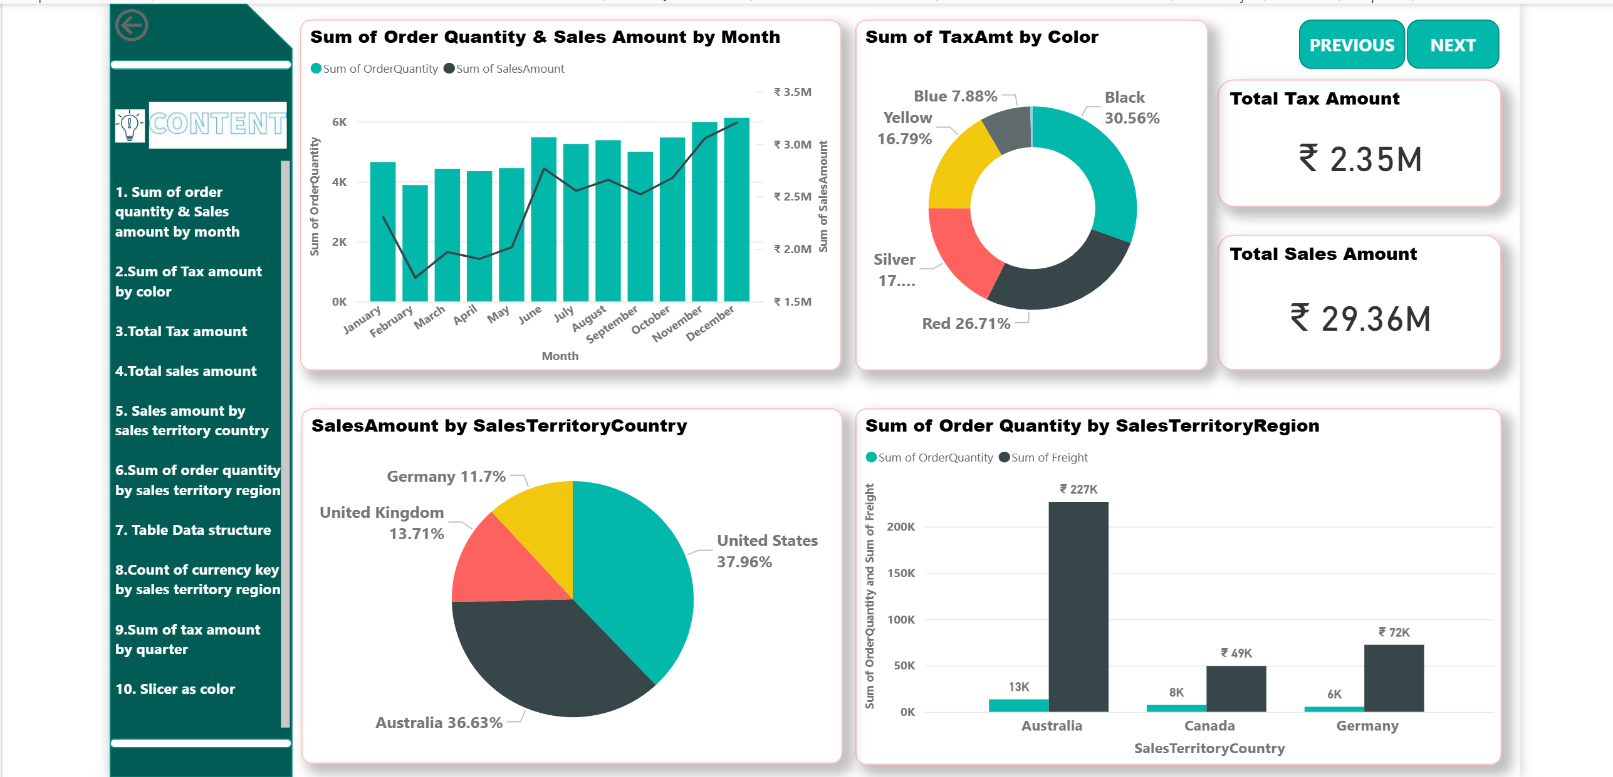 CONTENT
1. Sum of order
quantity & Sales
amount by month
2.Sum of Tax amount
by color
3.Total Tax amount
4.Total sales amount
5. Sales amount by
sales territory country
6.Sum of order quantity
by sales territory region
7. Table Data structure
8.Count of currency key
by sales territory region
9.Sum of tax amount
by quarter
10. Slicer as color
Sum of Order Quantity & Sales Amount by Month
Sum of OrderQuantity Sum of SalesAmount
Sum of OrderQuantity
6K
4K
2K
0K
₹ 3.5M
₹ 3.0M
₹ 2.5M
₹ 2.0M
₹ 1.5M
Sum of SalesAmount
January
February
March
April
May
June
July
August
September
October
November
December
Month
Sum of TaxAmt by Color
Blue 7.88%
Black
30.56%
Yellow
16.79%
Silver
17....
Red 26.71%
PREVIOUS
NEXT
Total Tax Amount
₹ 2.35M
Total Sales Amount
₹ 29.36M
SalesAmount by SalesTerritoryCountry
Germany 11.7%
United Kingdom
13.71%
United States
37.96%
Australia 36.63%
Sum of Order Quantity by SalesTerritoryRegion
Sum of OrderQuantity Sum of Freight
Sum of OrderQuantity and Sum of Freight
200K
150K
100K
50K
0K
13K
₹ 227K
8K
₹ 49K
6K
₹ 72K
Australia
Canada
Germany
SalesTerritoryCountry